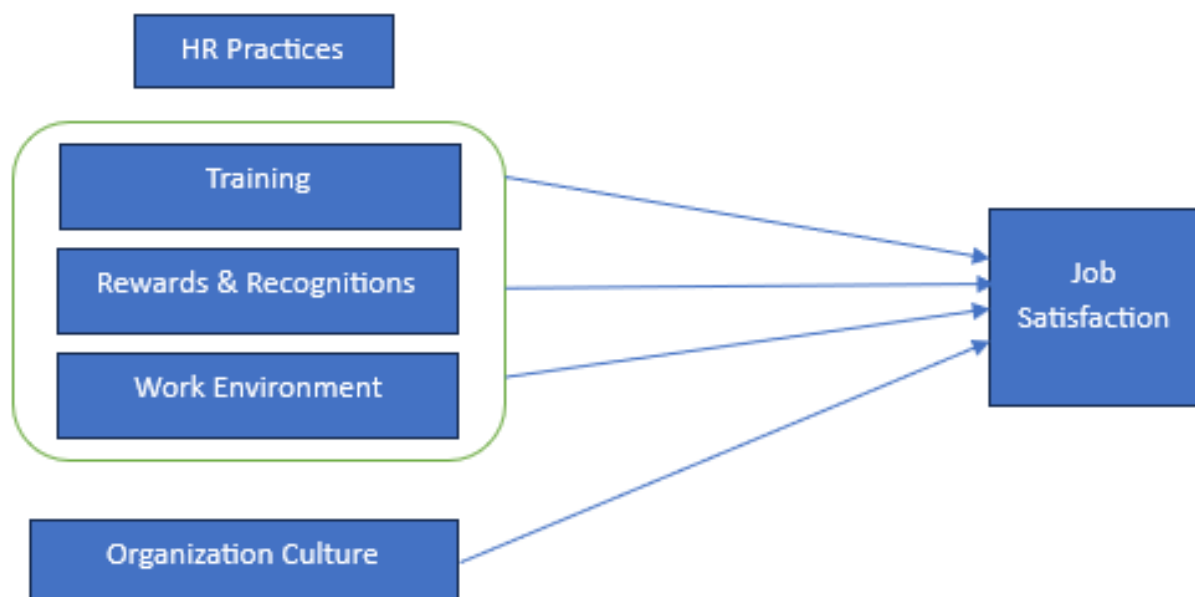 HR Practices
Training
Rewards & Recognitions
Work Environment
Job
Satisfaction
Organization Culture